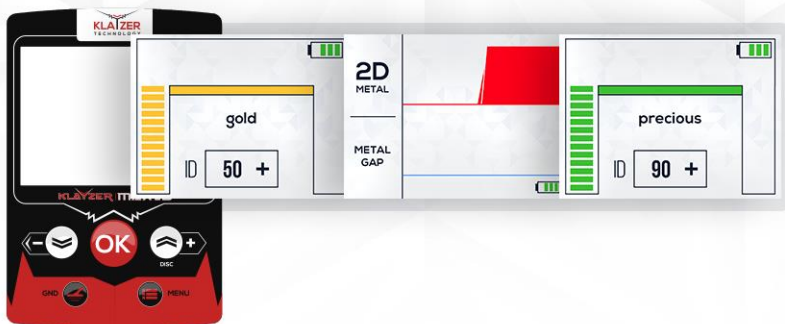 KLAYZER
TECHNOLOGY
gold
ID 50 +
2D
METAL
METAL
GAP
precious
ID 90 +
KLAYZER
- OK +
DISC
GND
MENU